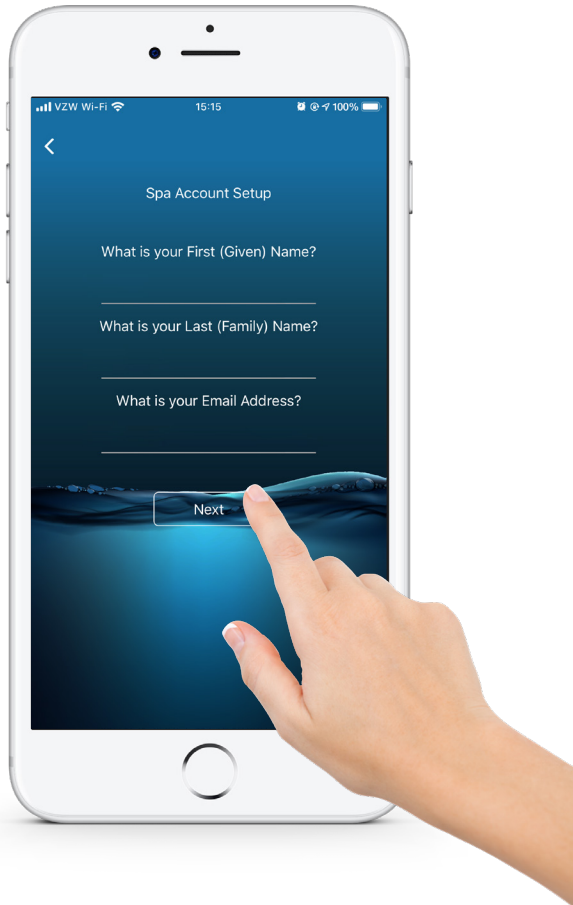 VZW Wi-Fi 15:15 100%
Spa Account Setup
What is your First (Given) Name?
What is your Last (Family) Name?
What is your Email Address?
Next